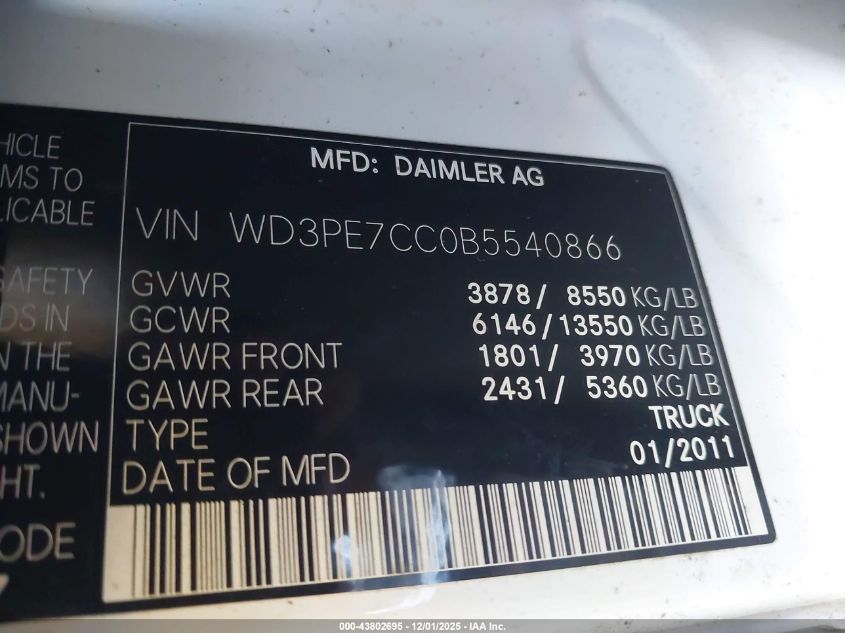 MFD: DAIMLER AG
VIN WD3PE7CC0B5540866
GVWR 3878/ 8550 KG/LB
GCWR 6146/13550 KG/LB
GAWR FRONT 1801/ 3970 KG/LB
GAWR REAR 2431/ 5360 KG/LB
TYPE TRUCK
DATE OF MFD 01/2011
HICLE
MS TO
LICABLE
SAFETY
DS IN
N THE
MANU-
SHOWN
HT.
ODE
000-43802695 - 12/01/2025 - IAA Inc.